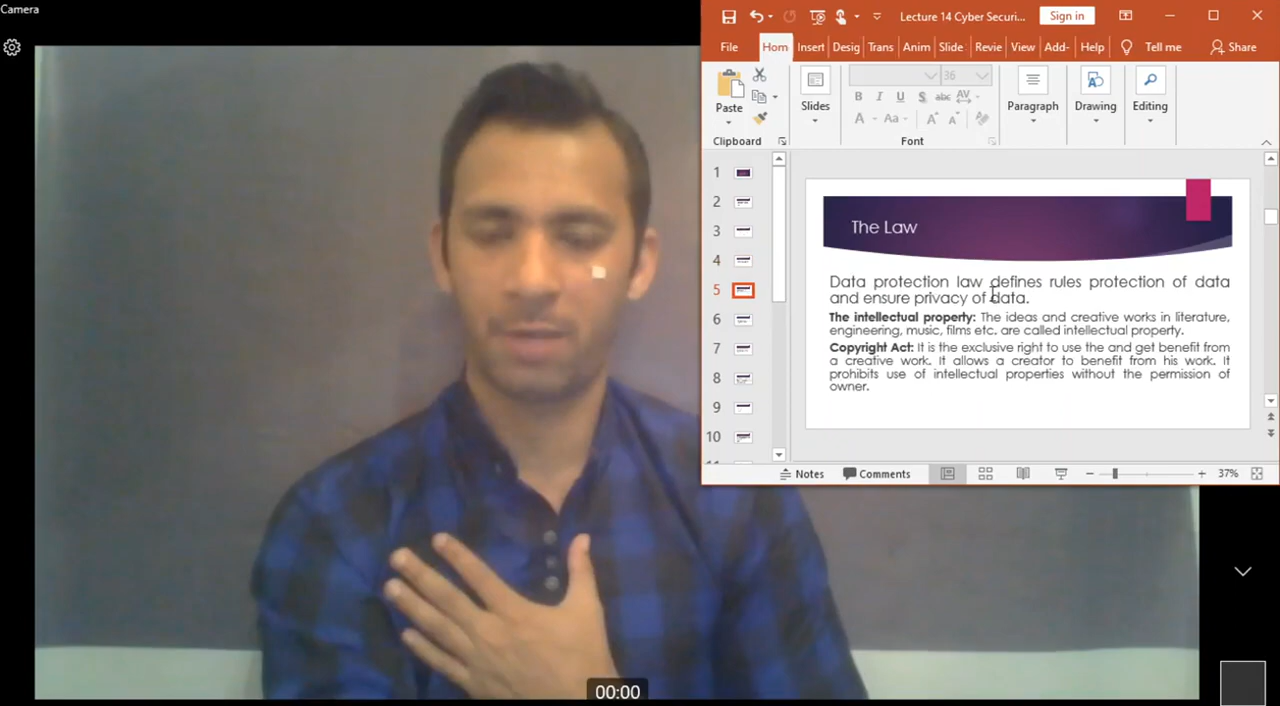 Camera
Lecture 14 Cyber Securi...
Sign in
File
Hom
Insert
Desig
Trans
Anim
Slide
Revie
View
Add-
Help
Tell me
Share
36
Paste
B I U S abc AV
A Aa A A
Slides
Paragraph
Drawing
Editing
Clipboard
Font
1
2
3
4
5
6
7
8
9
10
The Law
Data protection law defines rules protection of data
and ensure privacy of data.
The intellectual property: The ideas and creative works in literature,
engineering, music, films etc. are called intellectual property.
Copyright Act: It is the exclusive right to use the and get benefit from
a creative work. It allows a creator to benefit from his work. It
prohibits use of intellectual properties without the permission of
owner.
Notes
Comments
37%
00:00